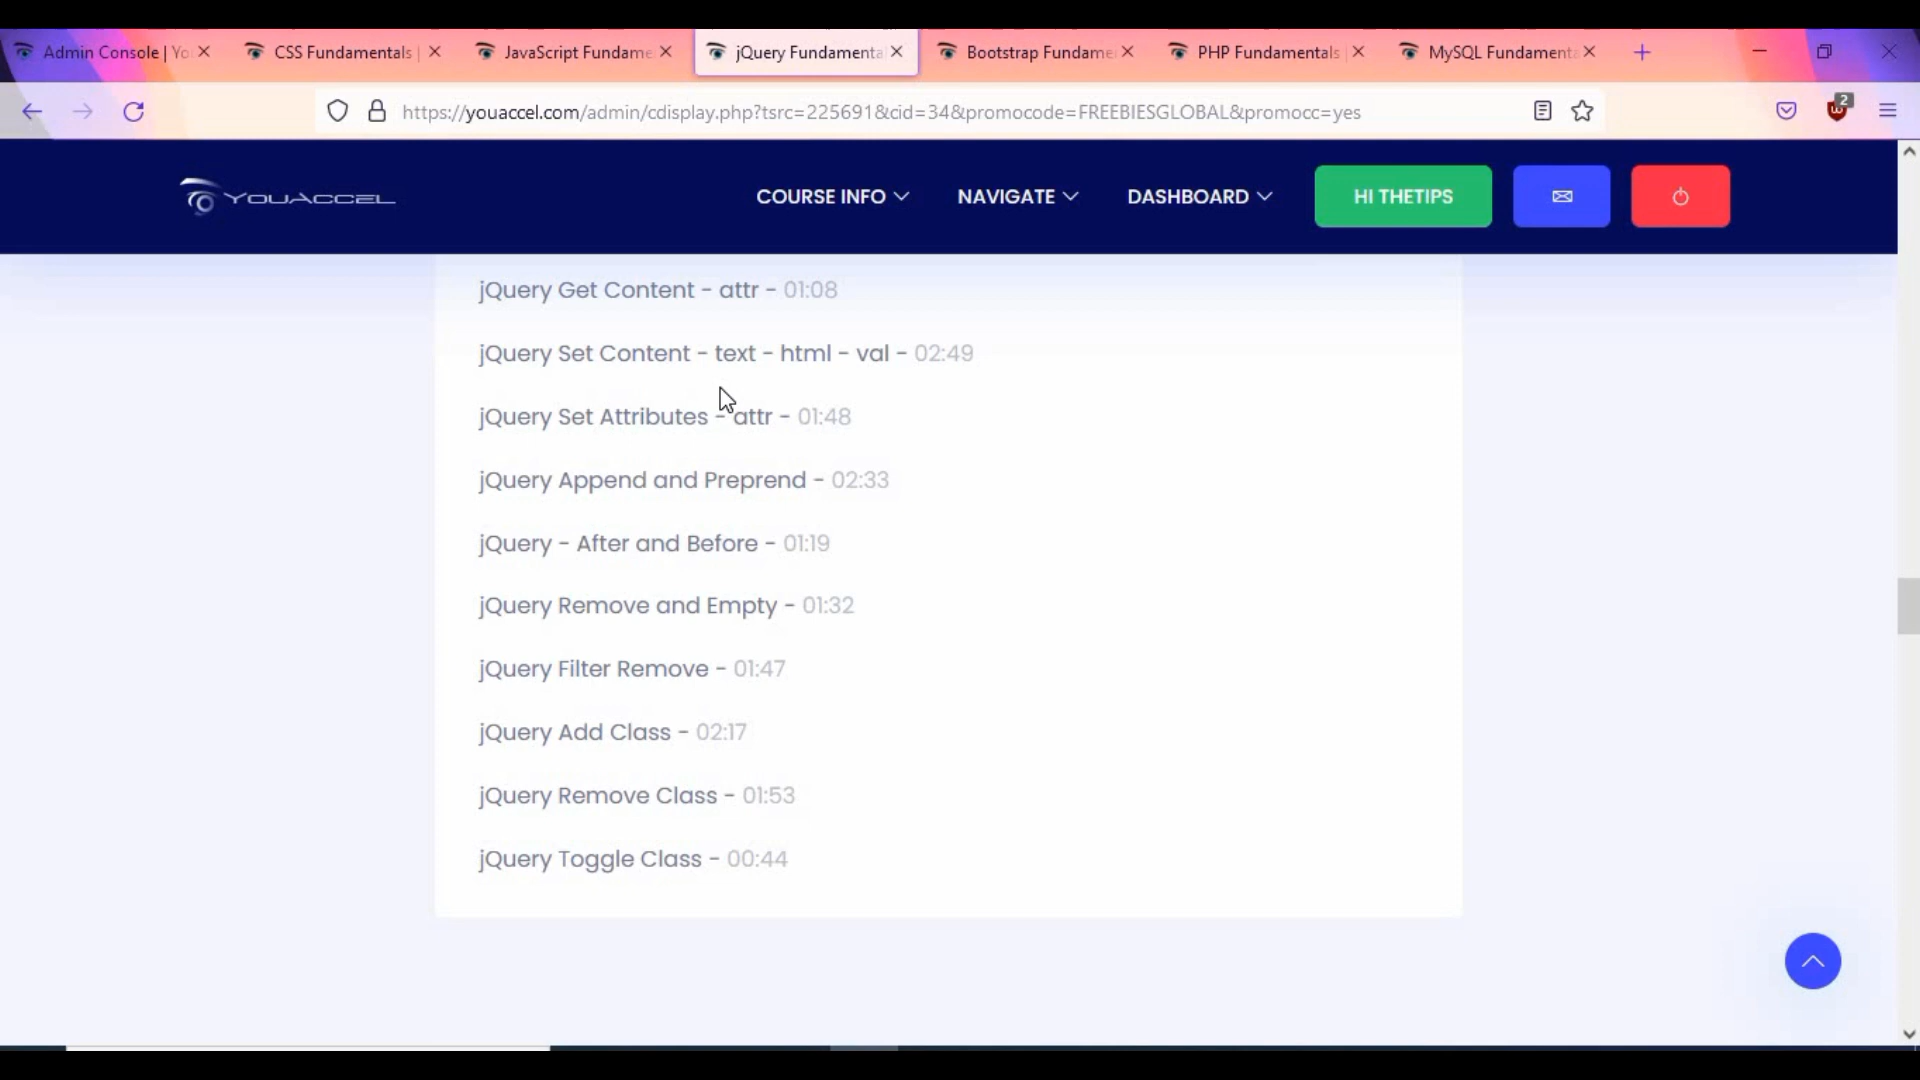 Admin Console | Yo
CSS Fundamentals |
JavaScript Fundame
jQuery Fundamenta
Bootstrap Fundame
PHP Fundamentals |
MySQL Fundament
https://youaccel.com/admin/cdisplay.php?tsrc=225691&cid=34&promocode=FREEBIESGLOBAL&promocc=yes
2
YOUACCEL
COURSE INFO
NAVIGATE
DASHBOARD
HI THETIPS
jQuery Get Content - attr - 01:08
jQuery Set Content - text - html - val - 02:49
jQuery Set Attributes - attr - 01:48
jQuery Append and Preprend - 02:33
jQuery - After and Before - 01:19
jQuery Remove and Empty - 01:32
jQuery Filter Remove - 01:47
jQuery Add Class - 02:17
jQuery Remove Class - 01:53
jQuery Toggle Class - 00:44